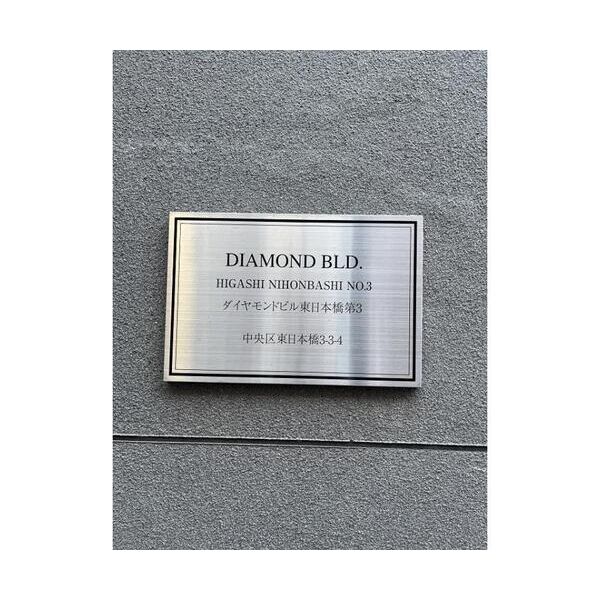 DIAMOND BLD.
HIGASHI NIHONBASHI NO.3
ダイヤモンドビル東日本橋第3
中央区東日本橋3-3-4